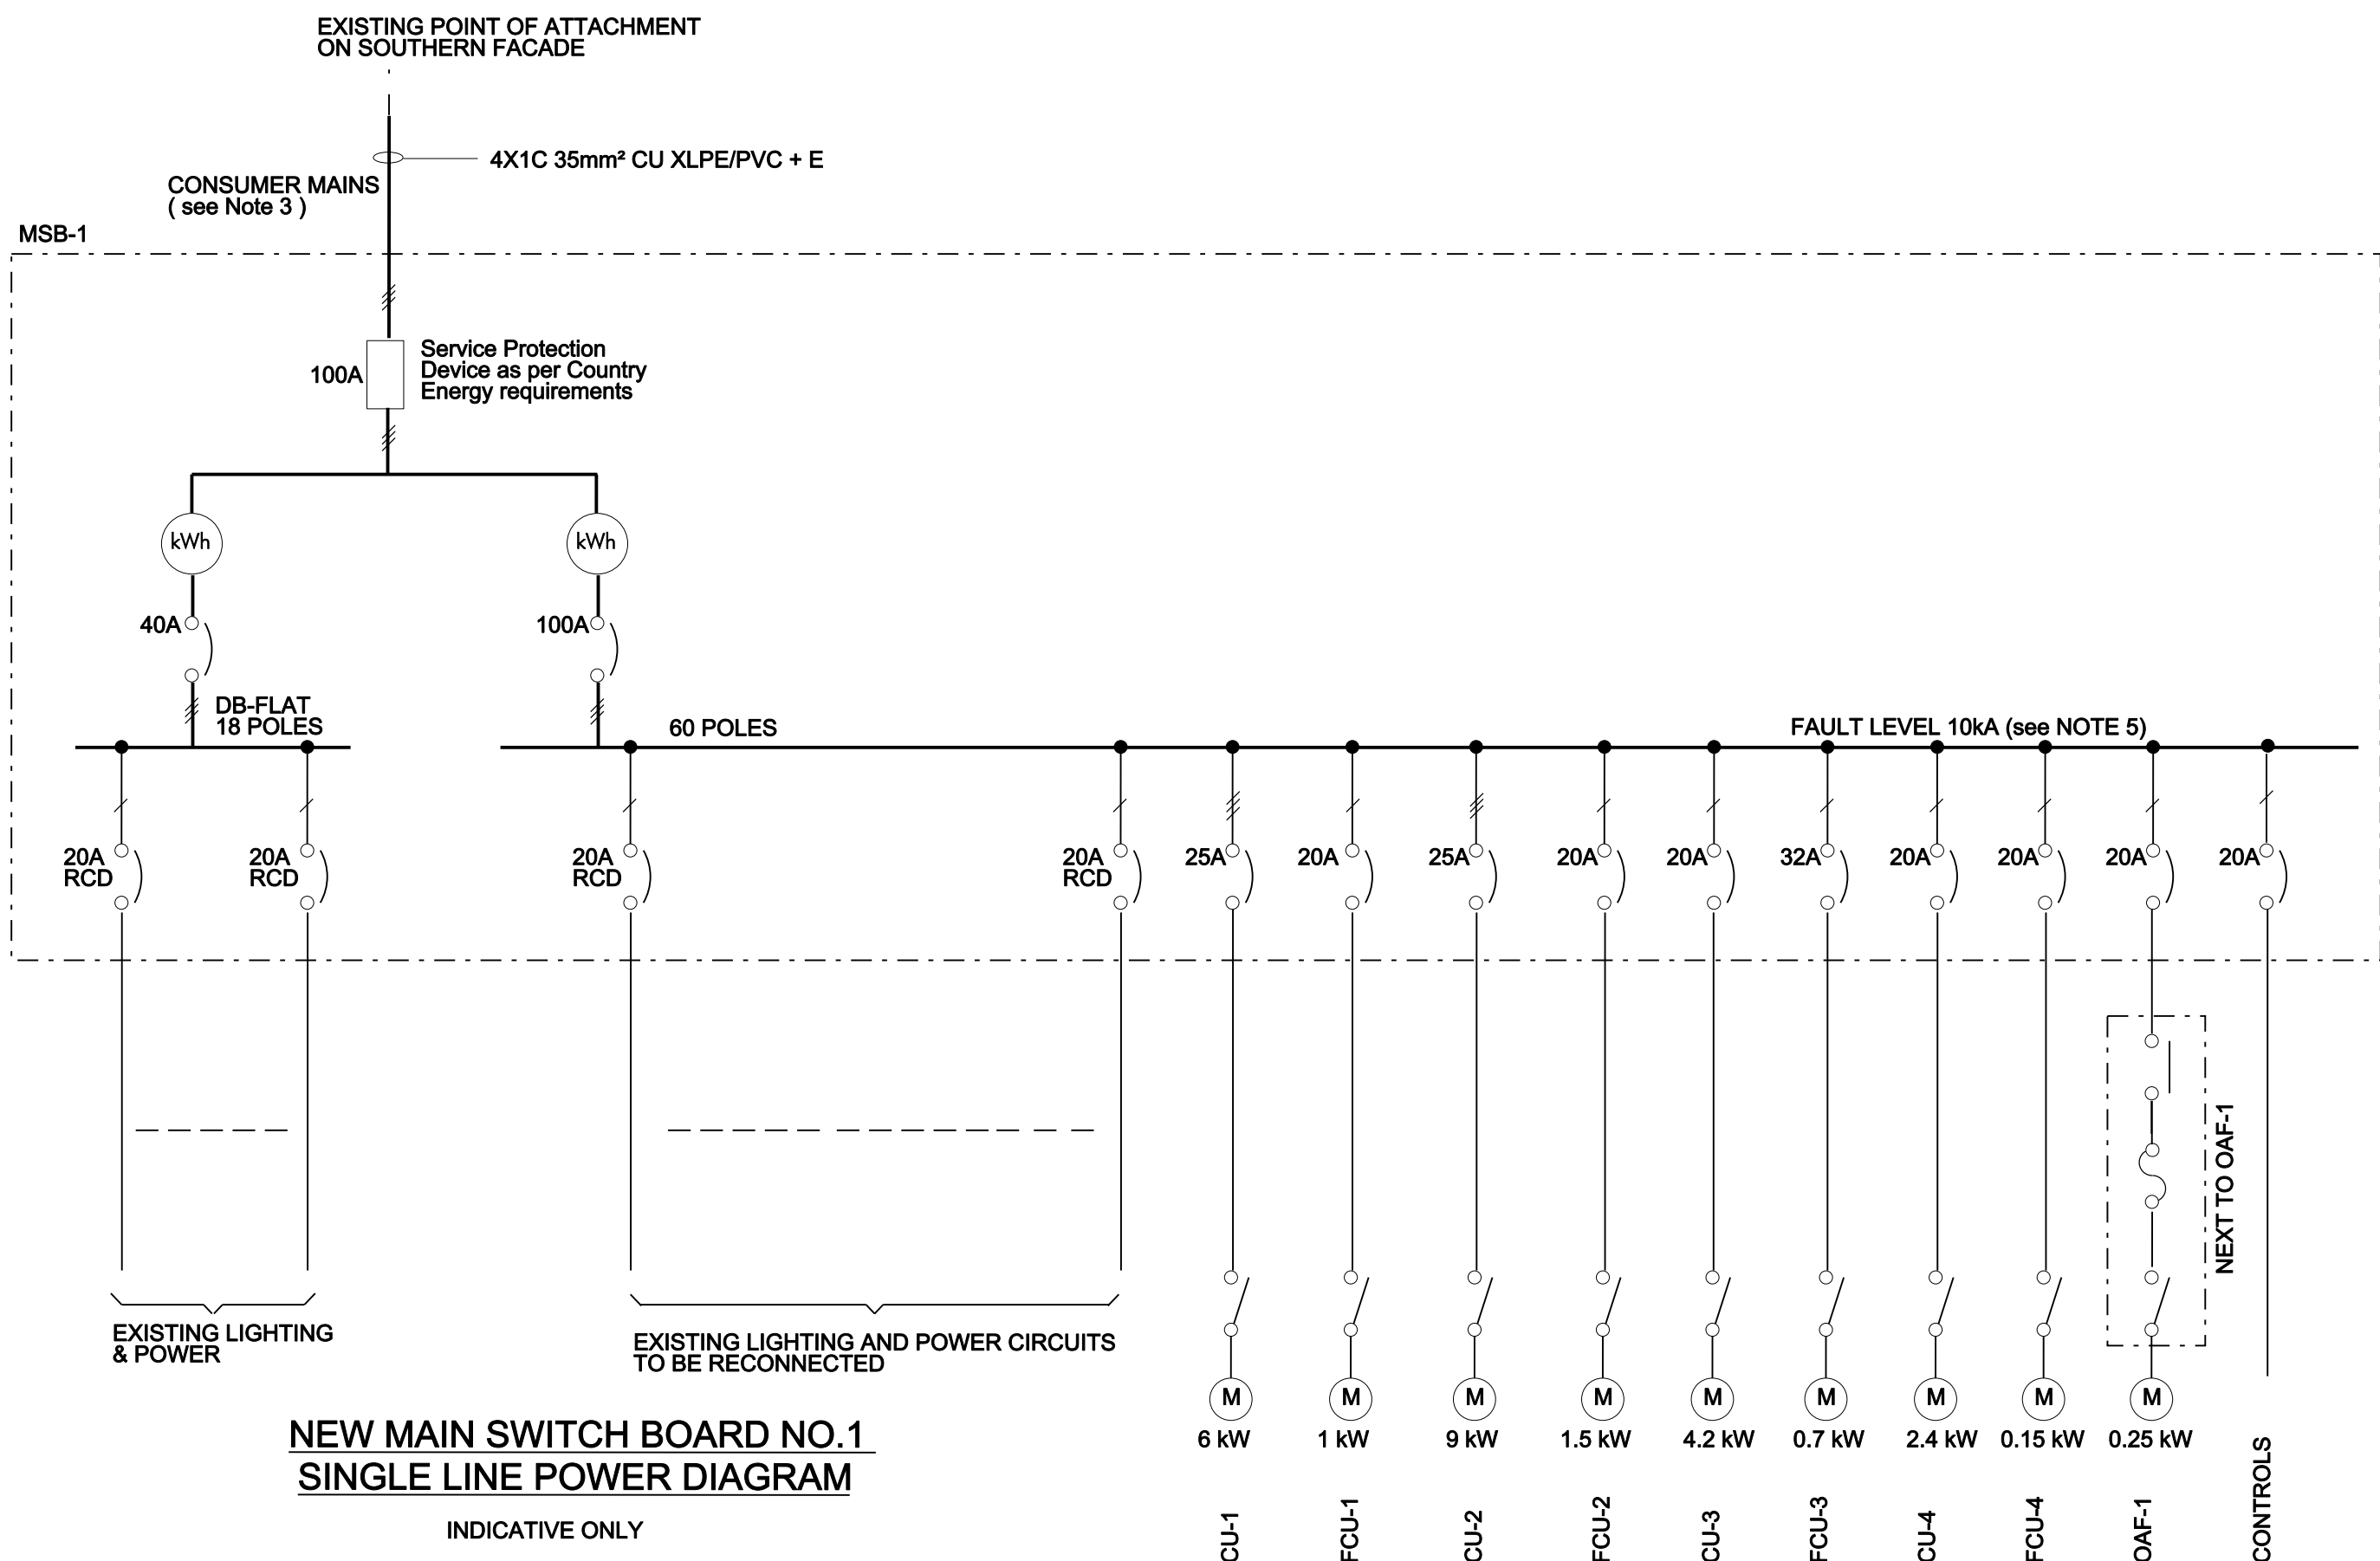 EXISTING POINT OF ATTACHMENT
ON SOUTHERN FACADE
4X1C 35mm² CU XLPE/PVC + E
CONSUMER MAINS
( see Note 3 )
MSB-1
100A
Service Protection
Device as per Country
Energy requirements
kWh
kWh
40A
100A
DB-FLAT
18 POLES
60 POLES
FAULT LEVEL 10kA (see NOTE 5)
20A
RCD
20A
RCD
20A
RCD
20A
RCD
25A
20A
25A
20A
20A
32A
20A
20A
20A
20A
NEXT TO OAF-1
EXISTING LIGHTING
& POWER
EXISTING LIGHTING AND POWER CIRCUITS
TO BE RECONNECTED
M
M
M
M
M
M
M
M
M
6 kW
1 kW
9 kW
1.5 kW
4.2 kW
0.7 kW
2.4 kW
0.15 kW
0.25 kW
CU-1
FCU-1
CU-2
FCU-2
CU-3
FCU-3
CU-4
FCU-4
OAF-1
CONTROLS
NEW MAIN SWITCH BOARD NO.1
SINGLE LINE POWER DIAGRAM
INDICATIVE ONLY